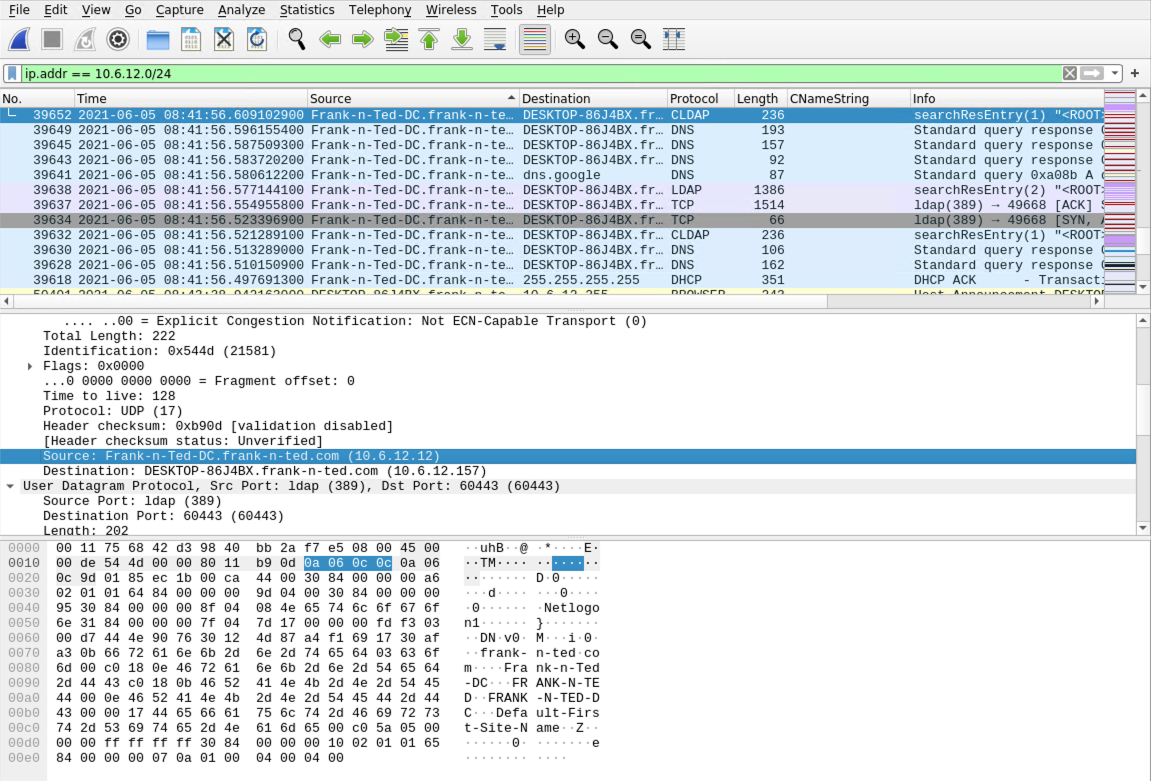 File Edit View Go Capture Analyze Statistics Telephony Wireless Tools Help
ip.addr == 10.6.12.0/24
No. Time Source Destination Protocol Length CNameString Info
39652 2021-06-05 08:41:56.609102900 Frank-n-Ted-DC.frank-n-te… DESKTOP-86J4BX.fr… CLDAP 236 searchResEntry(1) "<ROOT>
39649 2021-06-05 08:41:56.596155400 Frank-n-Ted-DC.frank-n-te… DESKTOP-86J4BX.fr… DNS 193 Standard query response
39645 2021-06-05 08:41:56.587509300 Frank-n-Ted-DC.frank-n-te… DESKTOP-86J4BX.fr… DNS 157 Standard query response
39643 2021-06-05 08:41:56.583720200 Frank-n-Ted-DC.frank-n-te… DESKTOP-86J4BX.fr… DNS 92 Standard query response
39641 2021-06-05 08:41:56.580612200 Frank-n-Ted-DC.frank-n-te… dns.google DNS 87 Standard query 0xa08b A
39638 2021-06-05 08:41:56.577144100 Frank-n-Ted-DC.frank-n-te… DESKTOP-86J4BX.fr… LDAP 1386 searchResEntry(2) "<ROOT>
39637 2021-06-05 08:41:56.554955800 Frank-n-Ted-DC.frank-n-te… DESKTOP-86J4BX.fr… TCP 1514 ldap(389) → 49668 [ACK]
39634 2021-06-05 08:41:56.523396900 Frank-n-Ted-DC.frank-n-te… DESKTOP-86J4BX.fr… TCP 66 ldap(389) → 49668 [SYN,
39632 2021-06-05 08:41:56.521289100 Frank-n-Ted-DC.frank-n-te… DESKTOP-86J4BX.fr… CLDAP 236 searchResEntry(1) "<ROOT>
39630 2021-06-05 08:41:56.513289000 Frank-n-Ted-DC.frank-n-te… DESKTOP-86J4BX.fr… DNS 106 Standard query response
39628 2021-06-05 08:41:56.510150900 Frank-n-Ted-DC.frank-n-te… DESKTOP-86J4BX.fr… DNS 162 Standard query response
39618 2021-06-05 08:41:56.497691300 Frank-n-Ted-DC.frank-n-te… 255.255.255.255 DHCP 351 DHCP ACK - Transacti
.... ..00 = Explicit Congestion Notification: Not ECN-Capable Transport (0)
Total Length: 222
Identification: 0x544d (21581)
Flags: 0x0000
...0 0000 0000 0000 = Fragment offset: 0
Time to live: 128
Protocol: UDP (17)
Header checksum: 0xb90d [validation disabled]
[Header checksum status: Unverified]
Source: Frank-n-Ted-DC.frank-n-ted.com (10.6.12.12)
Destination: DESKTOP-86J4BX.frank-n-ted.com (10.6.12.157)
User Datagram Protocol, Src Port: ldap (389), Dst Port: 60443 (60443)
Source Port: ldap (389)
Destination Port: 60443 (60443)
Length: 202
0000 00 11 75 68 42 d3 98 40 bb 2a f7 e5 08 00 45 00 ··uhB··@ ·*····E·
0010 00 de 54 4d 00 00 80 11 b9 0d 0a 06 0c 0c 0a 06 ··TM···· ········
0020 0c 9d 01 85 ec 1b 00 ca 44 00 30 84 00 00 00 a6 ········ D·0·····
0030 02 01 01 64 84 00 00 00 9d 04 00 30 84 00 00 00 ···d···· ···0····
0040 95 30 84 00 00 00 8f 04 08 4e 65 74 6c 6f 67 6f ·0······ ·Netlogo
0050 6e 31 84 00 00 00 7f 04 7d 17 00 00 00 fd f3 03 n1······ }·······
0060 00 d7 44 4e 90 76 30 12 4d 87 a4 f1 69 17 30 af ··DN·v0· M···i·0·
0070 a3 0b 66 72 61 6e 6b 2d 6e 2d 74 65 64 03 63 6f ··frank- n-ted·co
0080 6d 00 c0 18 0e 46 72 61 6e 6b 2d 6e 2d 54 65 64 m····Fra nk-n-Ted
0090 2d 44 43 c0 18 0b 46 52 41 4e 4b 2d 4e 2d 54 45 -DC···FR ANK-N-TE
00a0 44 00 0e 46 52 41 4e 4b 2d 4e 2d 54 45 44 2d 44 D··FRANK -N-TED-D
00b0 43 00 00 17 44 65 66 61 75 6c 74 2d 46 69 72 73 C···Defa ult-Firs
00c0 74 2d 53 69 74 65 2d 4e 61 6d 65 00 c0 5a 05 00 t-Site-N ame··Z··
00d0 00 00 ff ff ff ff 30 84 00 00 00 10 02 01 01 65 ······0· ·······e
00e0 84 00 00 00 07 0a 01 00 04 00 04 00 ········ ····